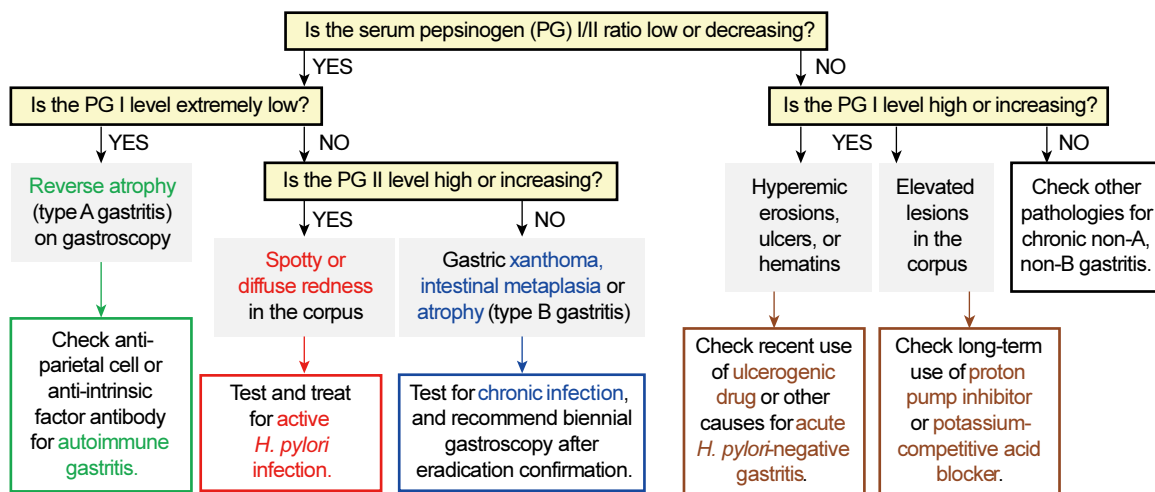 Is the serum pepsinogen (PG) I/II ratio low or decreasing?
YES
NO
Is the PG I level extremely low?
Is the PG I level high or increasing?
YES
NO
YES
NO
Is the PG II level high or increasing?
Reverse atrophy
(type A gastritis)
on gastroscopy
YES
NO
Hyperemic
erosions,
ulcers, or
hematins
Elevated
lesions
in the
corpus
Check other
pathologies for
chronic non-A,
non-B gastritis.
Spotty or
diffuse redness
in the corpus
Gastric xanthoma,
intestinal metaplasia or
atrophy (type B gastritis)
Check anti-
parietal cell or
anti-intrinsic
factor antibody
for autoimmune
gastritis.
Test and treat
for active
H. pylori
infection.
Test for chronic infection,
and recommend biennial
gastroscopy after
eradication confirmation.
Check recent use
of ulcerogenic
drug or other
causes for acute
H. pylori-negative
gastritis.
Check long-term
use of proton
pump inhibitor
or potassium-
competitive acid
blocker.